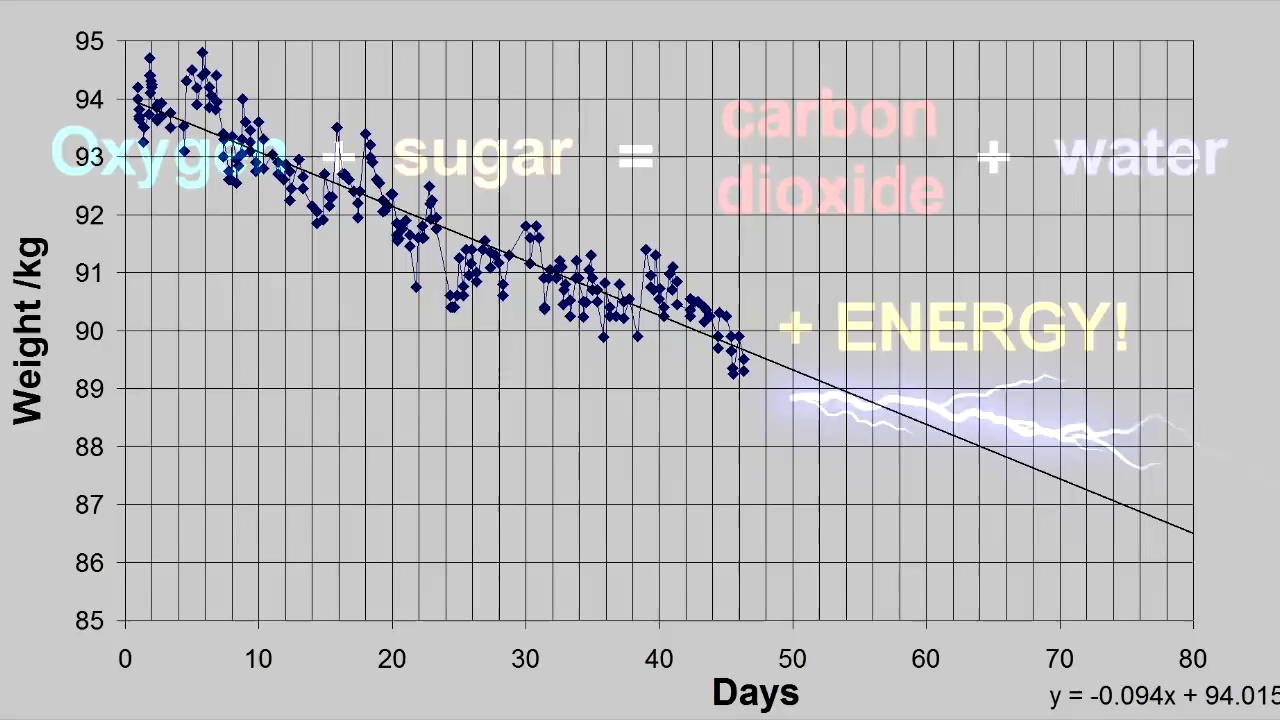 95
94
93
92
91
90
89
88
87
86
85
0 10 20 30 40 50 60 70 80
Weight /kg
Days
Oxygen + sugar = carbon dioxide + water
+ ENERGY!
y = -0.094x + 94.015